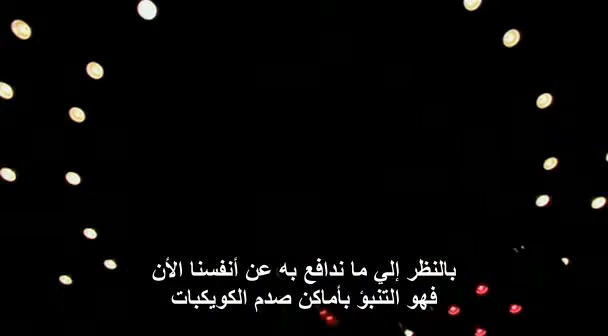 بالنظر إلي ما ندافع به عن أنفسنا الأن
فهو التنبؤ بأماكن صدم الكويكبات